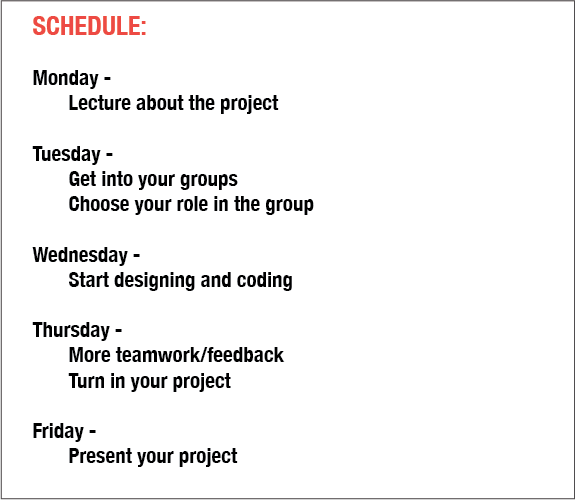 SCHEDULE:
Monday -
Lecture about the project
Tuesday -
Get into your groups
Choose your role in the group
Wednesday -
Start designing and coding
Thursday -
More teamwork/feedback
Turn in your project
Friday -
Present your project